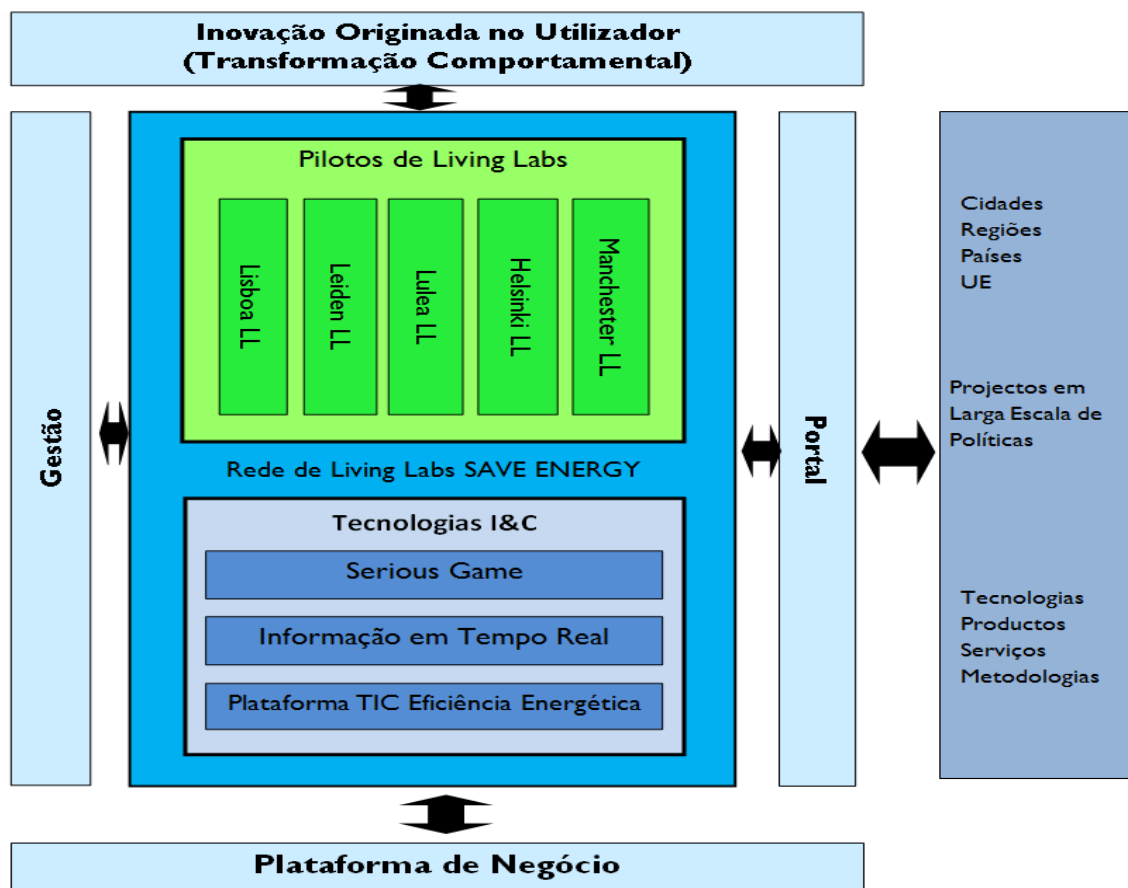 Inovação Originada no Utilizador
(Transformação Comportamental)
Gestão
Pilotos de Living Labs
Lisboa LL
Leiden LL
Lulea LL
Helsinki LL
Manchester LL
Rede de Living Labs SAVE ENERGY
Tecnologias I&C
Serious Game
Informação em Tempo Real
Plataforma TIC Eficiência Energética
Portal
Cidades
Regiões
Países
UE
Projectos em
Larga Escala de
Políticas
Tecnologias
Productos
Serviços
Metodologias
Plataforma de Negócio